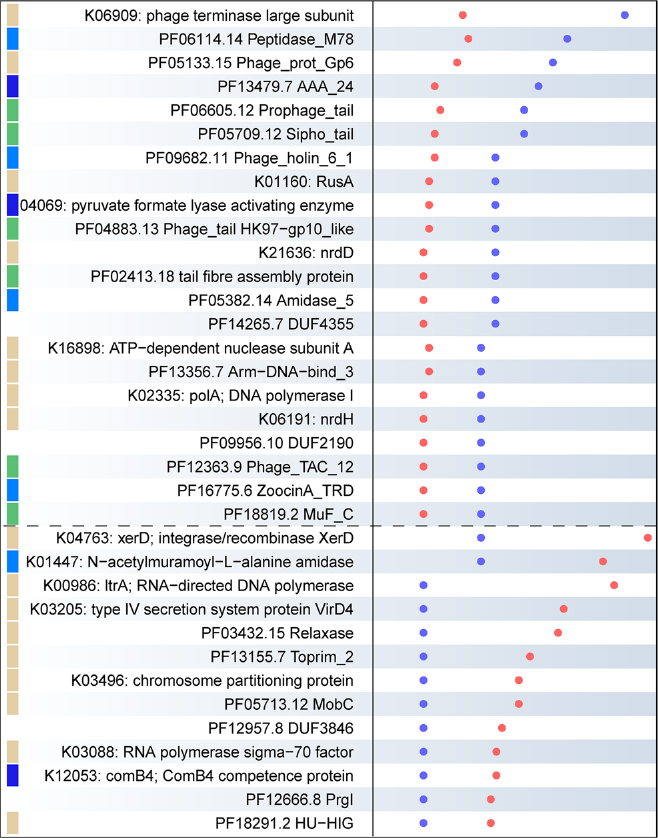 K06909: phage terminase large subunit
PF06114.14 Peptidase_M78
PF05133.15 Phage_prot_Gp6
PF13479.7 AAA_24
PF06605.12 Prophage_tail
PF05709.12 Sipho_tail
PF09682.11 Phage_holin_6_1
K01160: RusA
04069: pyruvate formate lyase activating enzyme
PF04883.13 Phage_tail HK97−gp10_like
K21636: nrdD
PF02413.18 tail fibre assembly protein
PF05382.14 Amidase_5
PF14265.7 DUF4355
K16898: ATP−dependent nuclease subunit A
PF13356.7 Arm−DNA−bind_3
K02335: polA; DNA polymerase I
K06191: nrdH
PF09956.10 DUF2190
PF12363.9 Phage_TAC_12
PF16775.6 ZoocinA_TRD
PF18819.2 MuF_C
K04763: xerD; integrase/recombinase XerD
K01447: N−acetylmuramoyl−L−alanine amidase
K00986: ltrA; RNA−directed DNA polymerase
K03205: type IV secretion system protein VirD4
PF03432.15 Relaxase
PF13155.7 Toprim_2
K03496: chromosome partitioning protein
PF05713.12 MobC
PF12957.8 DUF3846
K03088: RNA polymerase sigma−70 factor
K12053: comB4; ComB4 competence protein
PF12666.8 PrgI
PF18291.2 HU−HIG